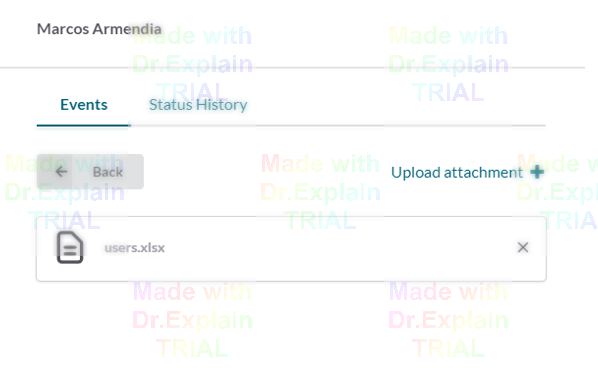 Marcos Armendia
Made with Made with
Dr.Explain Dr.Explain
TRIAL TRIAL
Events Status History
Made with Made with Made with
Dr.Explain Dr.Explain Dr.Expl
TRIAL TRIAL TRIA
Back Upload attachment
users.xlsx
Made with Made with
Dr.Explain Dr.Explain
TRIAL TRIAL